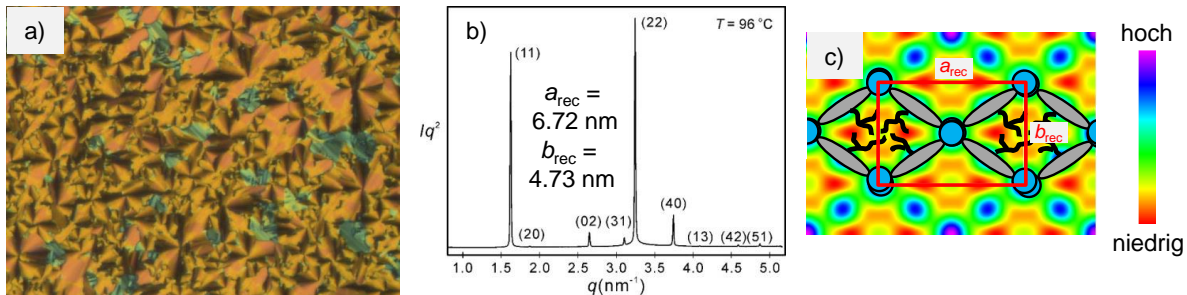 a)
b)
T = 96 °C
(11)
(22)
a_rec =
6.72 nm
b_rec =
4.73 nm
Iq²
(20)
(02)
(31)
(40)
(13)
(42)
(51)
1.0 1.5 2.0 2.5 3.0 3.5 4.0 4.5 5.0
q(nm⁻¹)
c)
a_rec
b_rec
hoch
niedrig